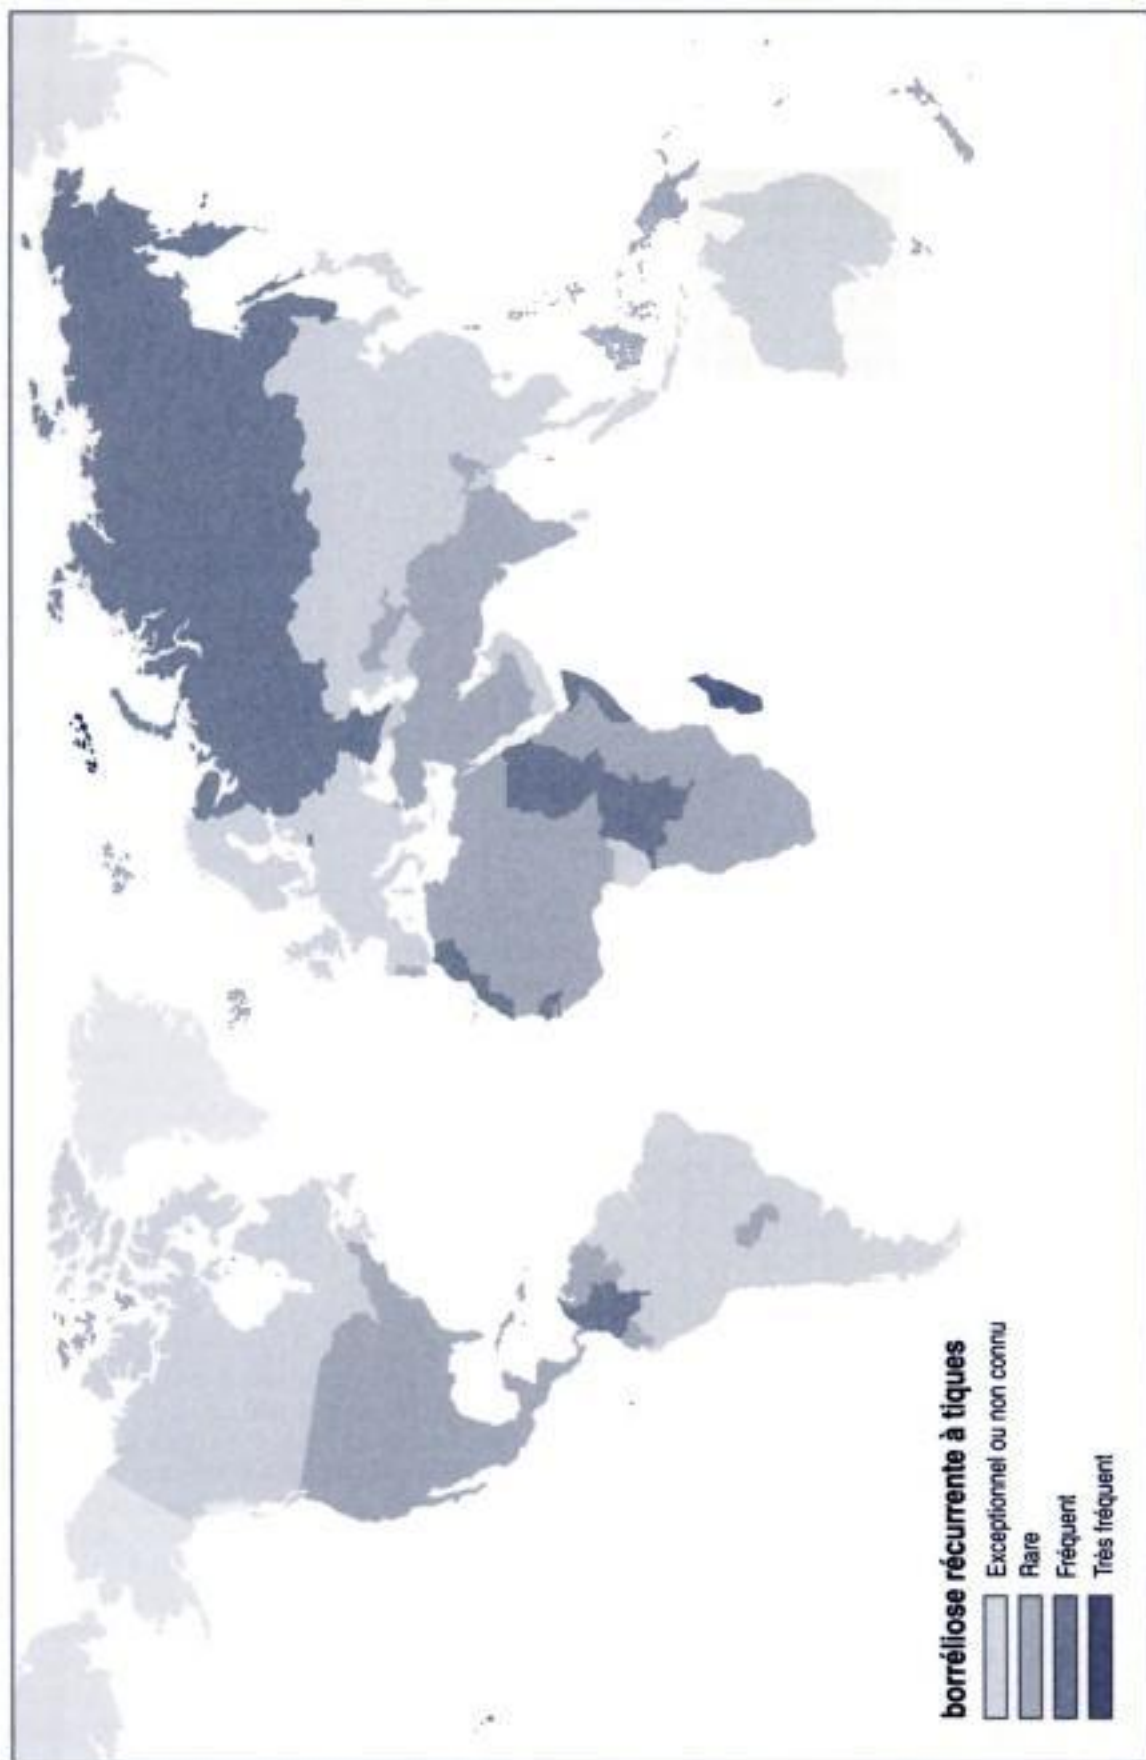 borréliose récurrente à tiques
Exceptionnel ou non connu
Rare
Fréquent
Très fréquent